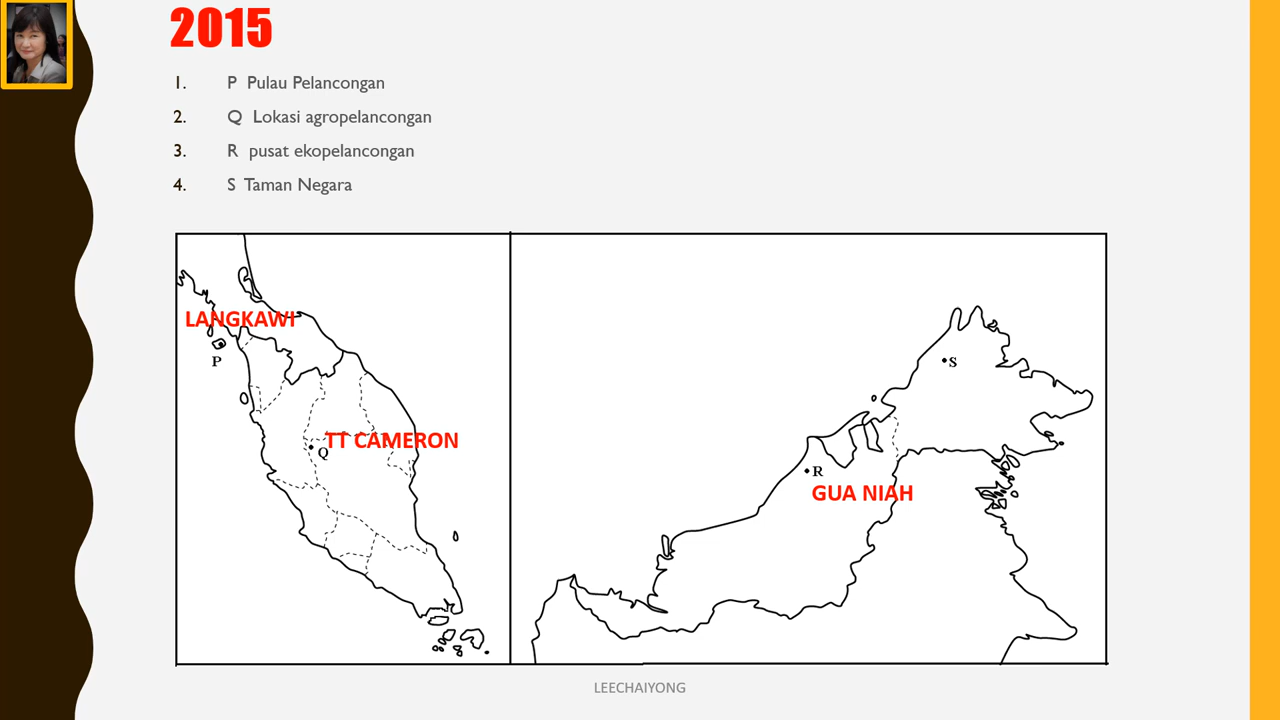 2015
1. P Pulau Pelancongan
2. Q Lokasi agropelancongan
3. R pusat ekopelancongan
4. S Taman Negara
LANGKAWI
P
S
TT CAMERON
Q
R
GUA NIAH
LEECHAIYONG